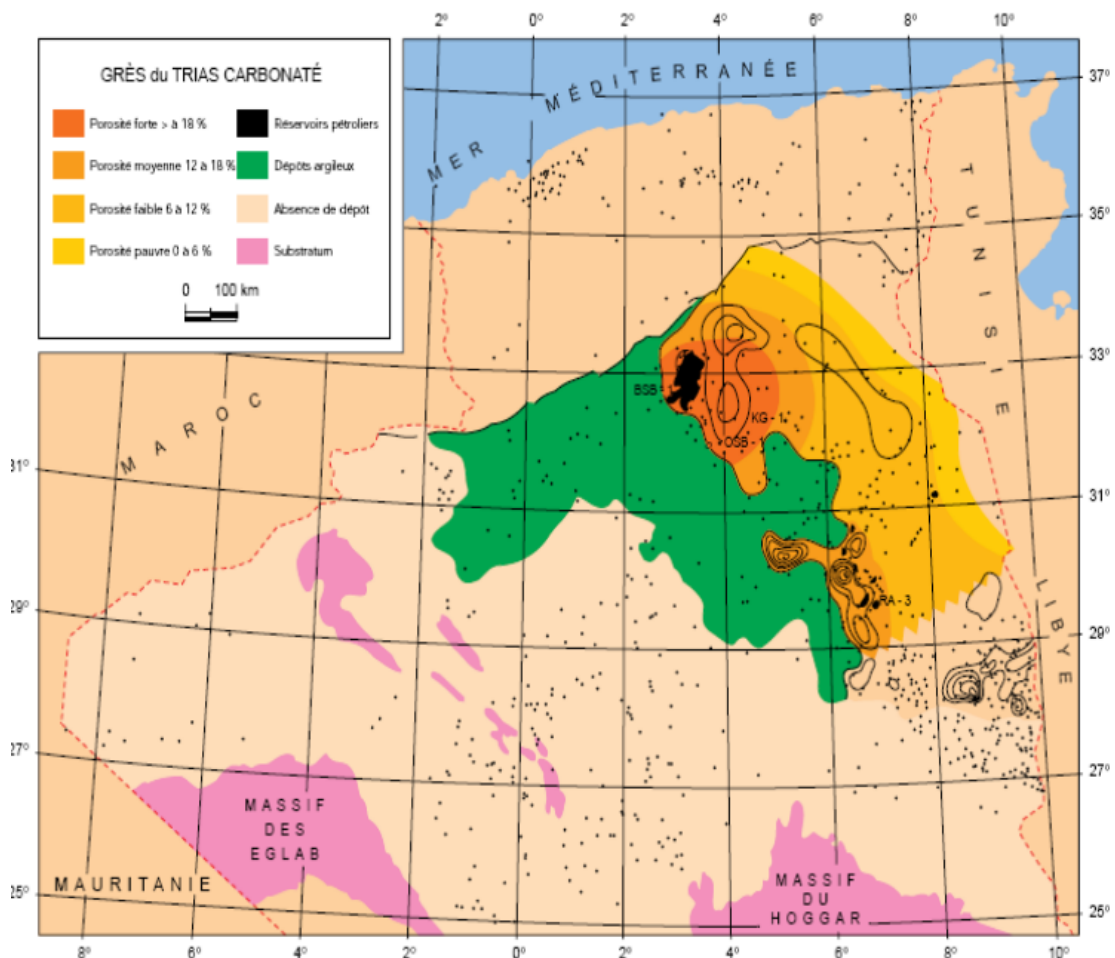 2° 0° 2° 4° 6° 8° 10°
GRÈS du TRIAS CARBONATÉ
Porosité forte > à 18 %
Réservoirs pétroliers
Porosité moyenne 12 à 18 %
Dépôts argileux
Porosité faible 6 à 12 %
Absence de dépôt
Porosité pauvre 0 à 6 %
Substratum
0 100 km
MER MÉDITERRANÉE
37°
TUNISIE
35°
33°
BSB -
KG - 1
OSB - 1
MAROC
31°
31°
RA - 3
29°
29°
LIBYE
27°
27°
MASSIF
DES
EGLAB
MAURITANIE
MASSIF
DU
HOGGAR
25°
25°
8° 6° 4° 2° 0° 2° 4° 6° 8° 10°